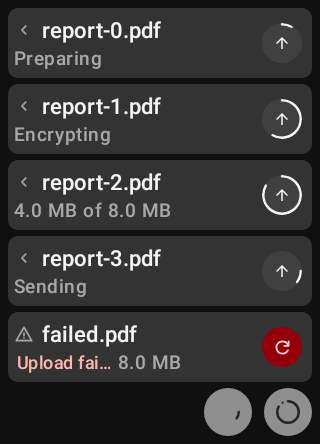 report-0.pdf
Preparing
report-1.pdf
Encrypting
report-2.pdf
4.0 MB of 8.0 MB
report-3.pdf
Sending
failed.pdf
Upload fai... 8.0 MB